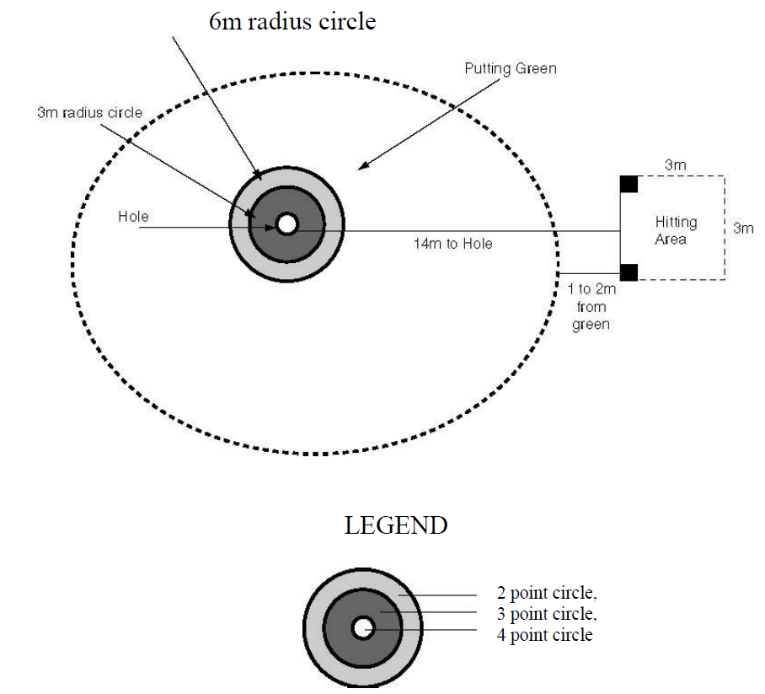 6m radius circle
Putting Green
3m radius circle
3m
Hole
Hitting
Area
3m
14m to Hole
1 to 2m
from
green
LEGEND
2 point circle,
3 point circle,
4 point circle